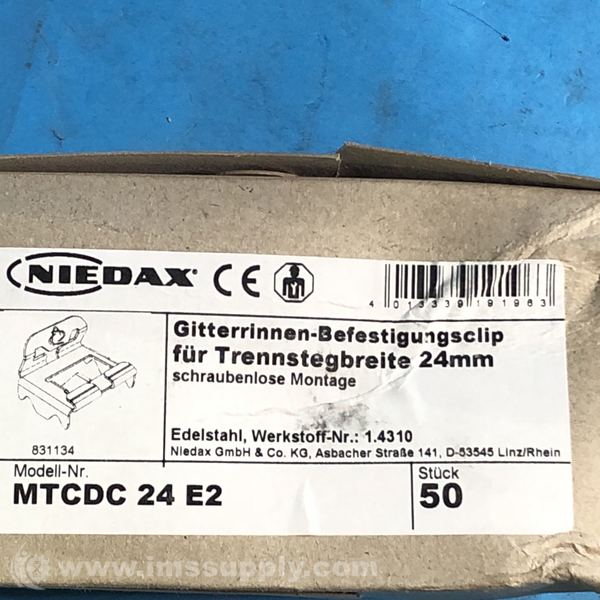 NIEDAX CE
4 013339 191963
Gitterrinnen-Befestigungsclip
für Trennstegbreite 24mm
schraubenlose Montage
831134
Edelstahl, Werkstoff-Nr.: 1.4310
Niedax GmbH & Co. KG, Asbacher Straße 141, D-53545 Linz/Rhein
Modell-Nr.
MTCDC 24 E2
Stück
50
www.imssupply.com